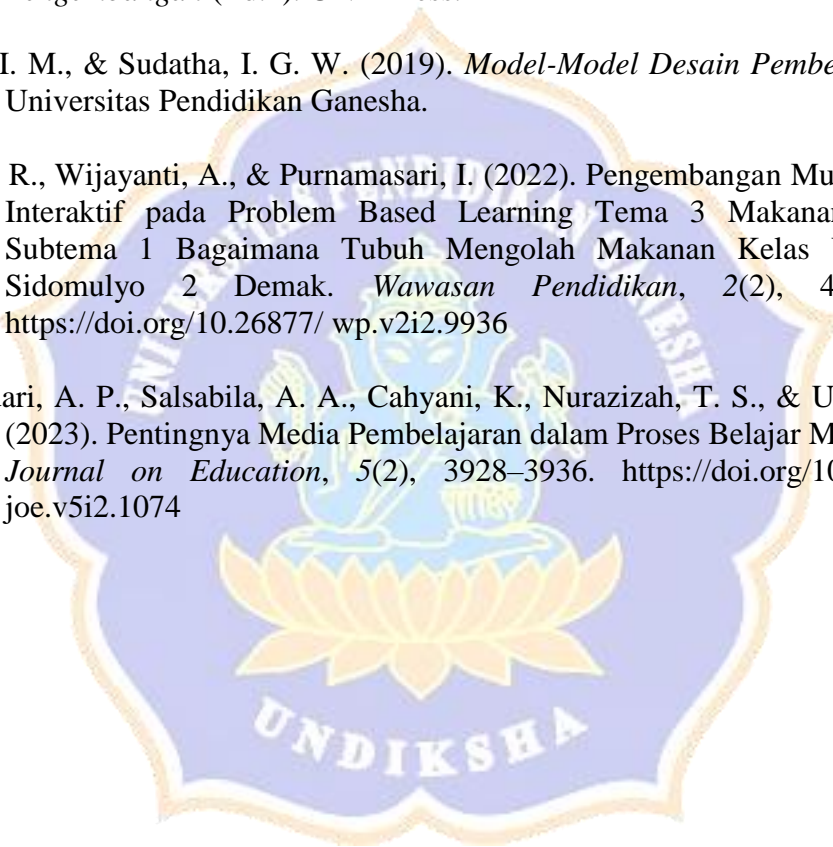 I. M., & Sudatha, I. G. W. (2019). Model-Model Desain Pembe
Universitas Pendidikan Ganesha.
R., Wijayanti, A., & Purnamasari, I. (2022). Pengembangan Mu
Interaktif pada Problem Based Learning Tema 3 Makanan
Subtema 1 Bagaimana Tubuh Mengolah Makanan Kelas
Sidomulyo 2 Demak. Wawasan Pendidikan, 2(2), 4
https://doi.org/10.26877/ wp.v2i2.9936
ari, A. P., Salsabila, A. A., Cahyani, K., Nurazizah, T. S., & U
(2023). Pentingnya Media Pembelajaran dalam Proses Belajar M
Journal on Education, 5(2), 3928–3936. https://doi.org/10
joe.v5i2.1074
UNIVERSITAS PENDIDIKAN GANESHA
UNDIKSHA